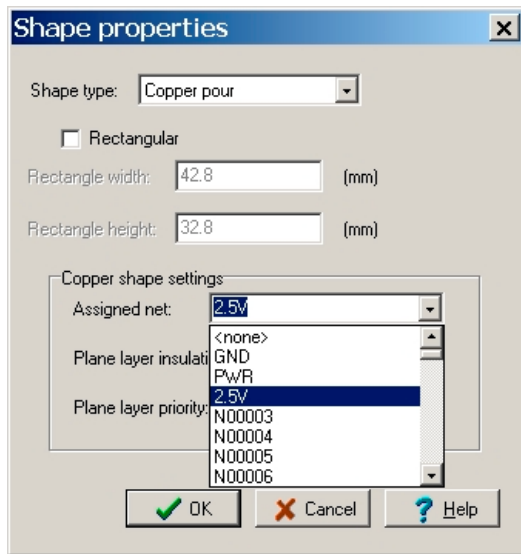 Shape properties
Shape type: Copper pour
Rectangular
Rectangle width: 42.8 (mm)
Rectangle height: 32.8 (mm)
Copper shape settings
Assigned net: 2.5V
<none>
Plane layer insulati GND
PWR
2.5V
Plane layer priority: N00003
N00004
N00005
N00006
OK Cancel ? Help